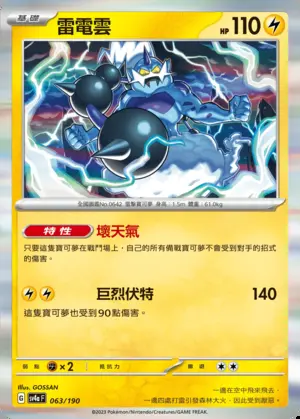 基礎 雷電雲 HP 110
全國圖鑑No.0642 雷擊寶可夢 身高：1.5m 體重：61.0kg
特性 壞天氣
只要這隻寶可夢在戰鬥場上，自己的所有備戰寶可夢不會受到對手的招式
的傷害。
巨烈伏特 140
這隻寶可夢也受到90點傷害。
弱點 ×2 抵抗力 撤退
Illus. GOSSAN
G sv4a F 063/190
一邊在空中飛來飛去，
一邊四處打雷引發森林大火，因此受到厭惡。
©2023 Pokémon/Nintendo/Creatures/GAME FREAK.